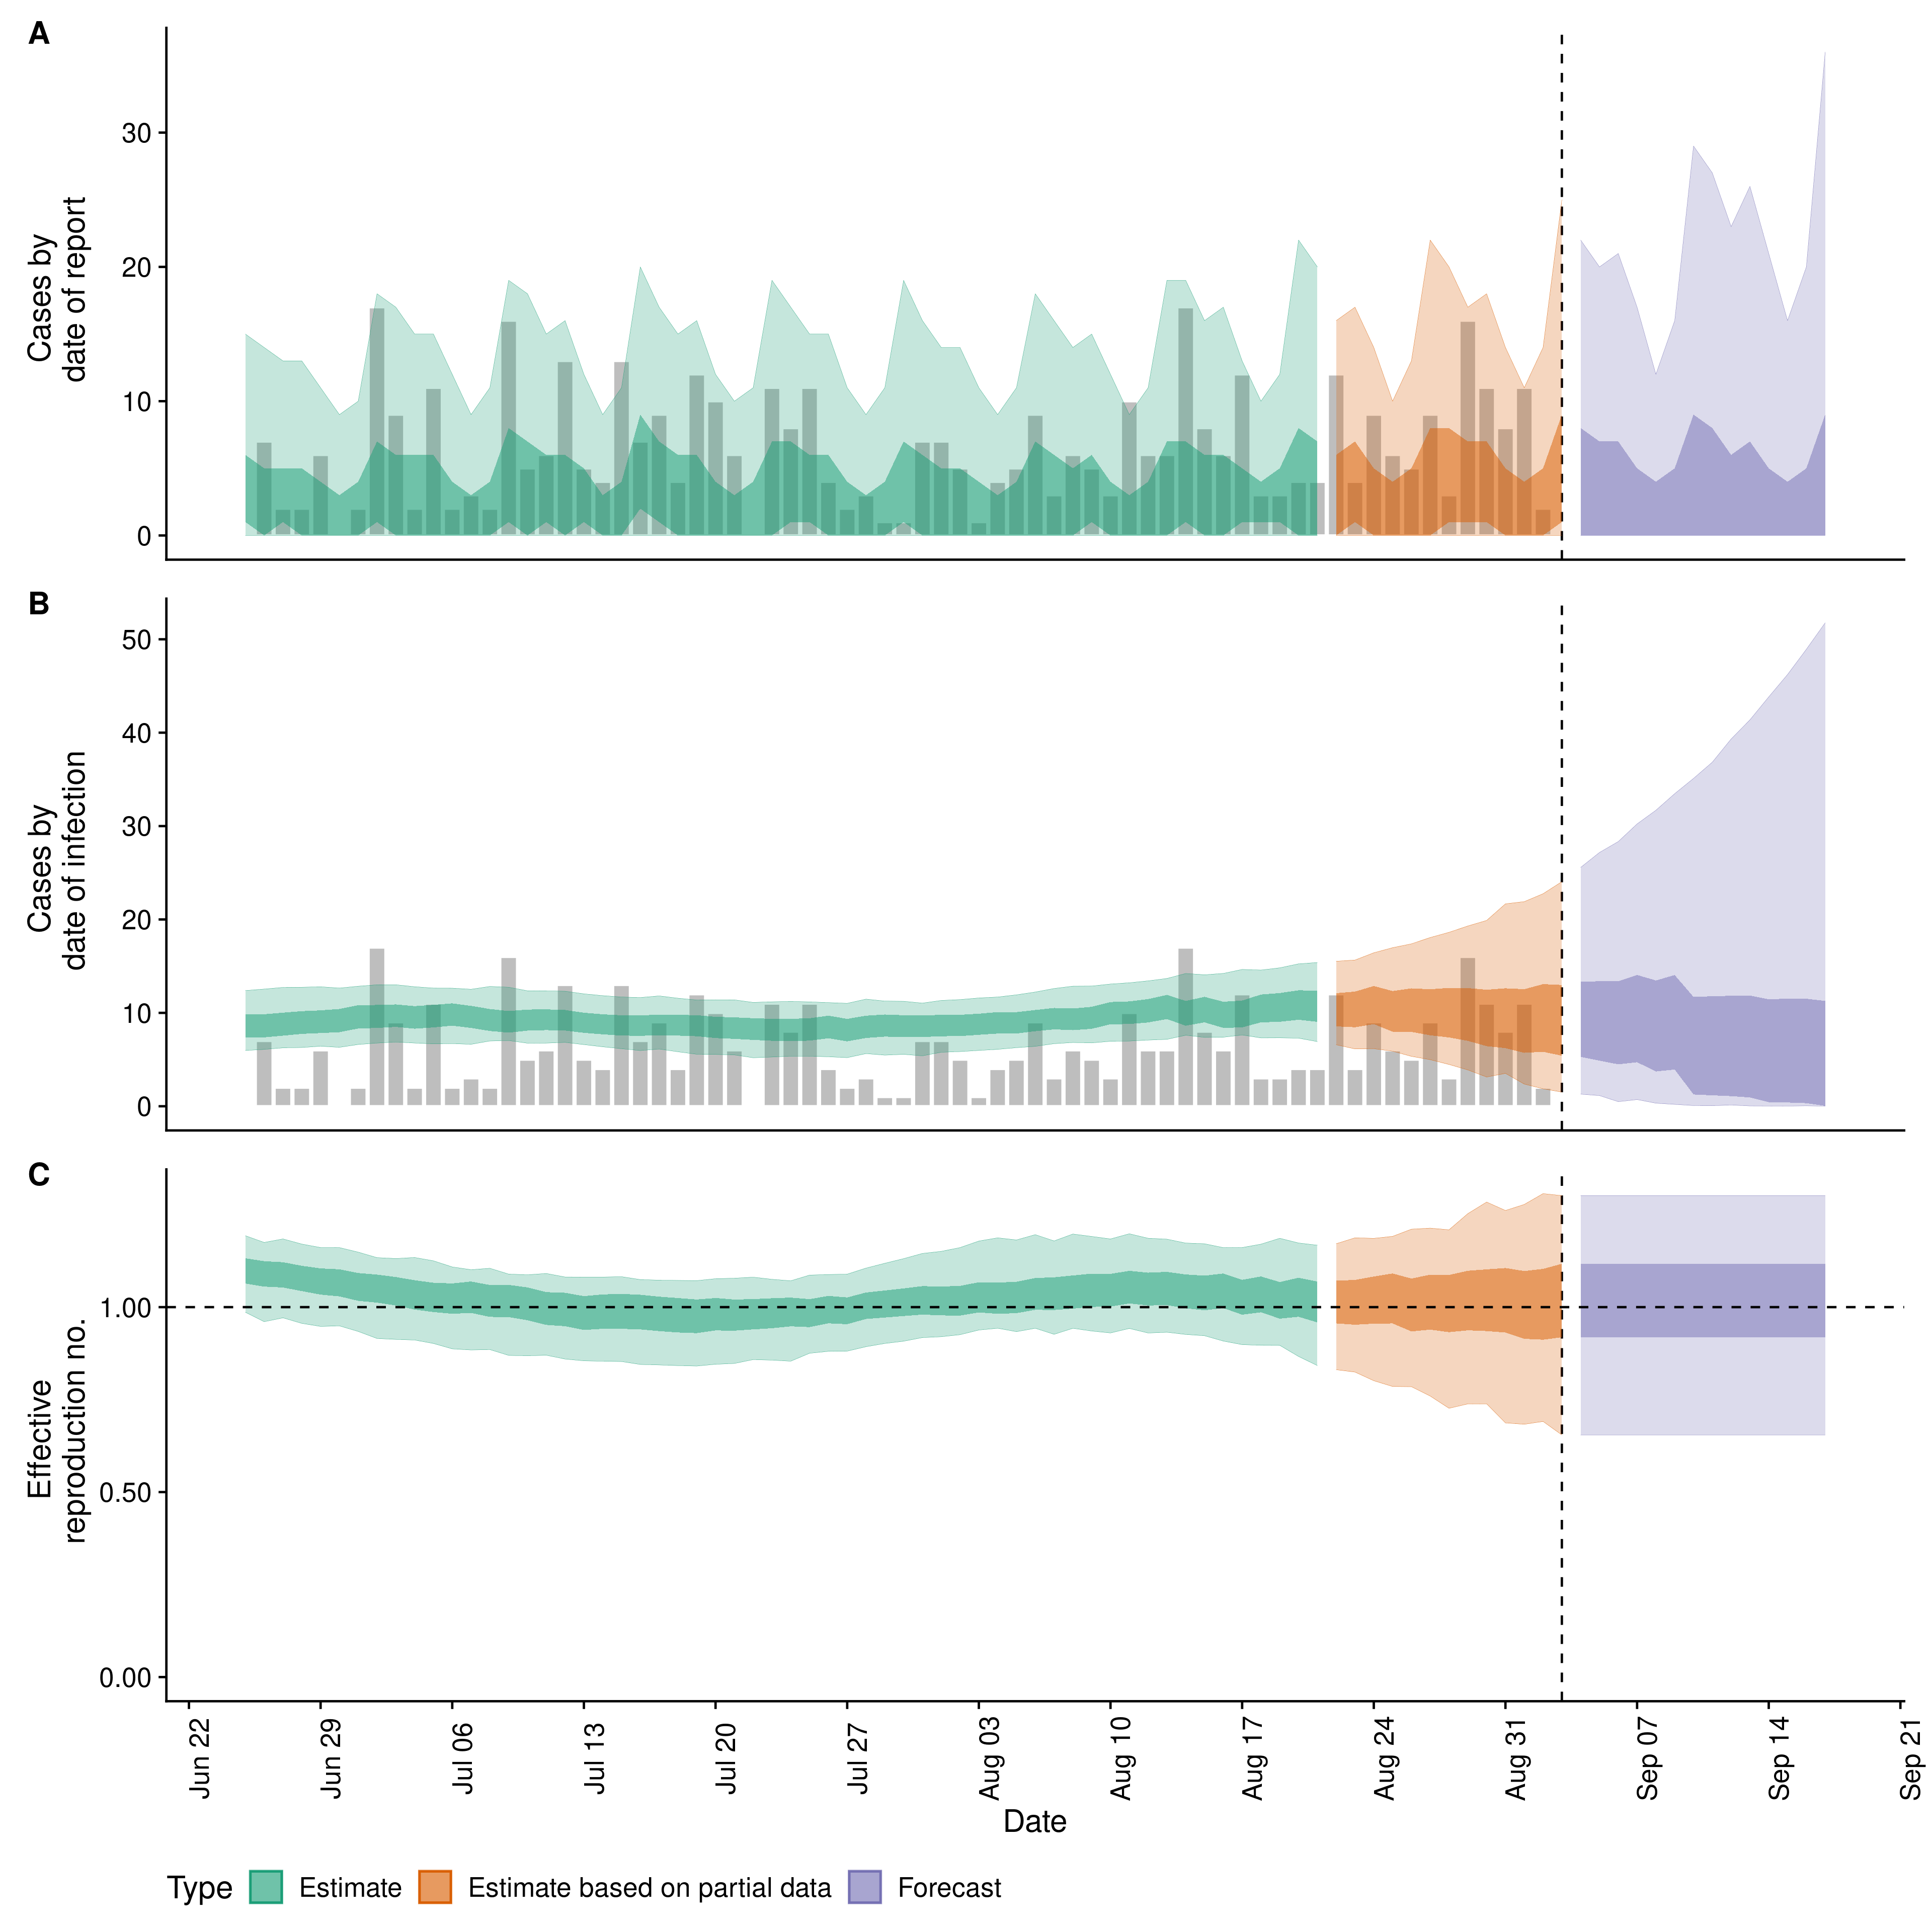 A
Cases by
date of report
30
20
10
0
B
Cases by
date of infection
50
40
30
20
10
0
C
Effective
reproduction no.
1.00
0.50
0.00
Jun 22
Jun 29
Jul 06
Jul 13
Jul 20
Jul 27
Aug 03
Aug 10
Aug 17
Aug 24
Aug 31
Sep 07
Sep 14
Sep 21
Date
Type Estimate Estimate based on partial data Forecast